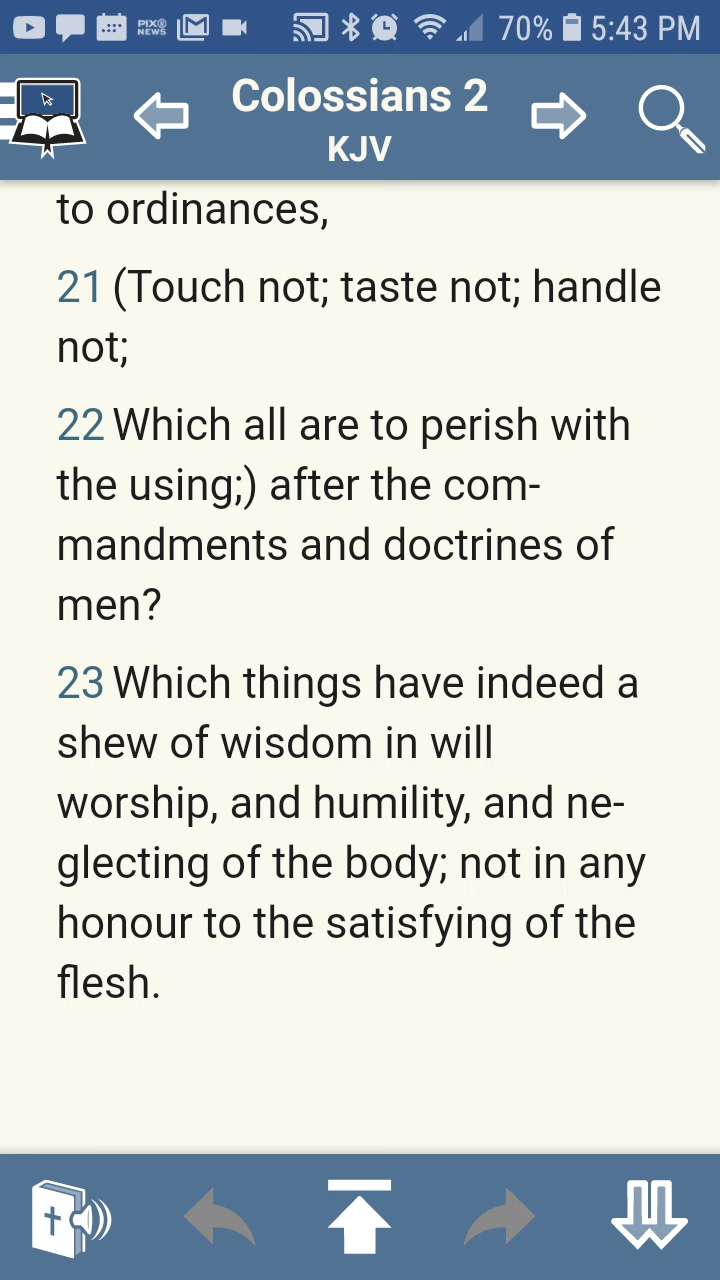 PIX
NEWS
70% 5:43 PM
Colossians 2
KJV
to ordinances,
21 (Touch not; taste not; handle
not;
22 Which all are to perish with
the using;) after the com-
mandments and doctrines of
men?
23 Which things have indeed a
shew of wisdom in will
worship, and humility, and ne-
glecting of the body; not in any
honour to the satisfying of the
flesh.